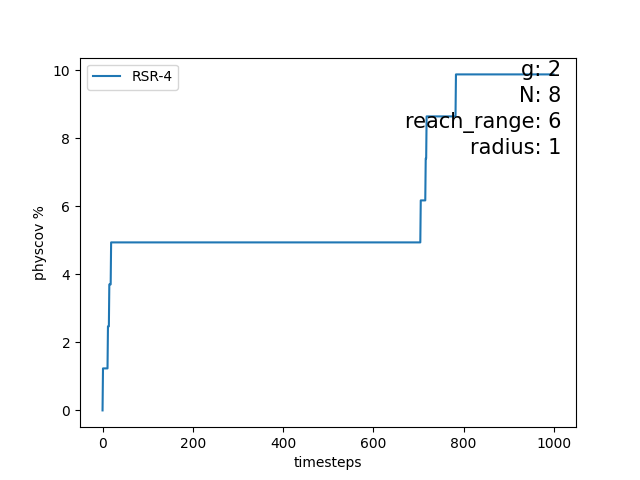 RSR-4
g: 2
N: 8
reach_range: 6
radius: 1
physcov %
10
8
6
4
2
0
0 200 400 600 800 1000
timesteps